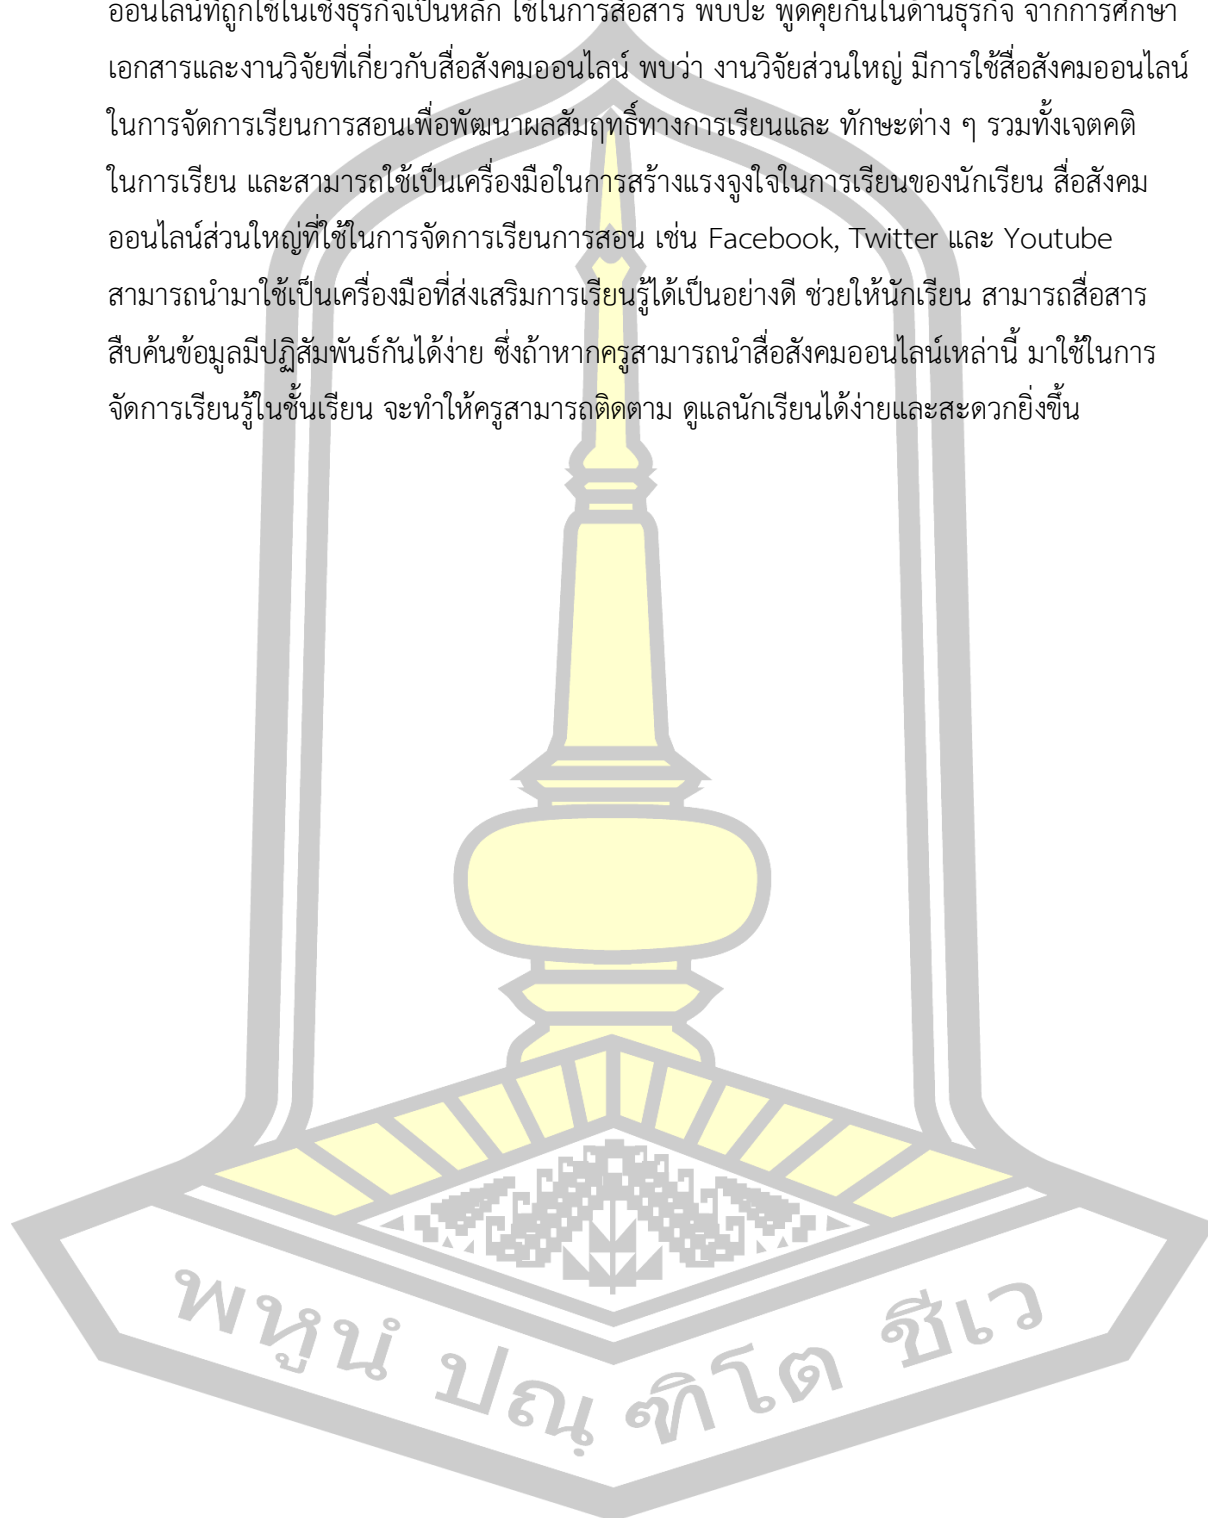 ออนไลน์ที่ถูกใช้ในเชิงธุรกิจเป็นหลัก ใช้ในการสื่อสาร พบปะ พูดคุยกันในด้านธุรกิจ จากการศึกษา
เอกสารและงานวิจัยที่เกี่ยวกับสื่อสังคมออนไลน์ พบว่า งานวิจัยส่วนใหญ่ มีการใช้สื่อสังคมออนไลน์
ในการจัดการเรียนการสอนเพื่อพัฒนาผลสัมฤทธิ์ทางการเรียนและ ทักษะต่าง ๆ รวมทั้งเจตคติ
ในการเรียน และสามารถใช้เป็นเครื่องมือในการสร้างแรงจูงใจในการเรียนของนักเรียน สื่อสังคม
ออนไลน์ส่วนใหญ่ที่ใช้ในการจัดการเรียนการสอน เช่น Facebook, Twitter และ Youtube
สามารถนำมาใช้เป็นเครื่องมือที่ส่งเสริมการเรียนรู้ได้เป็นอย่างดี ช่วยให้นักเรียน สามารถสื่อสาร
สืบค้นข้อมูลมีปฏิสัมพันธ์กันได้ง่าย ซึ่งถ้าหากครูสามารถนำสื่อสังคมออนไลน์เหล่านี้ มาใช้ในการ
จัดการเรียนรู้ในชั้นเรียน จะทำให้ครูสามารถติดตาม ดูแลนักเรียนได้ง่ายและสะดวกยิ่งขึ้น
พหูนํ ปณฺ ฑิโต ชีเว